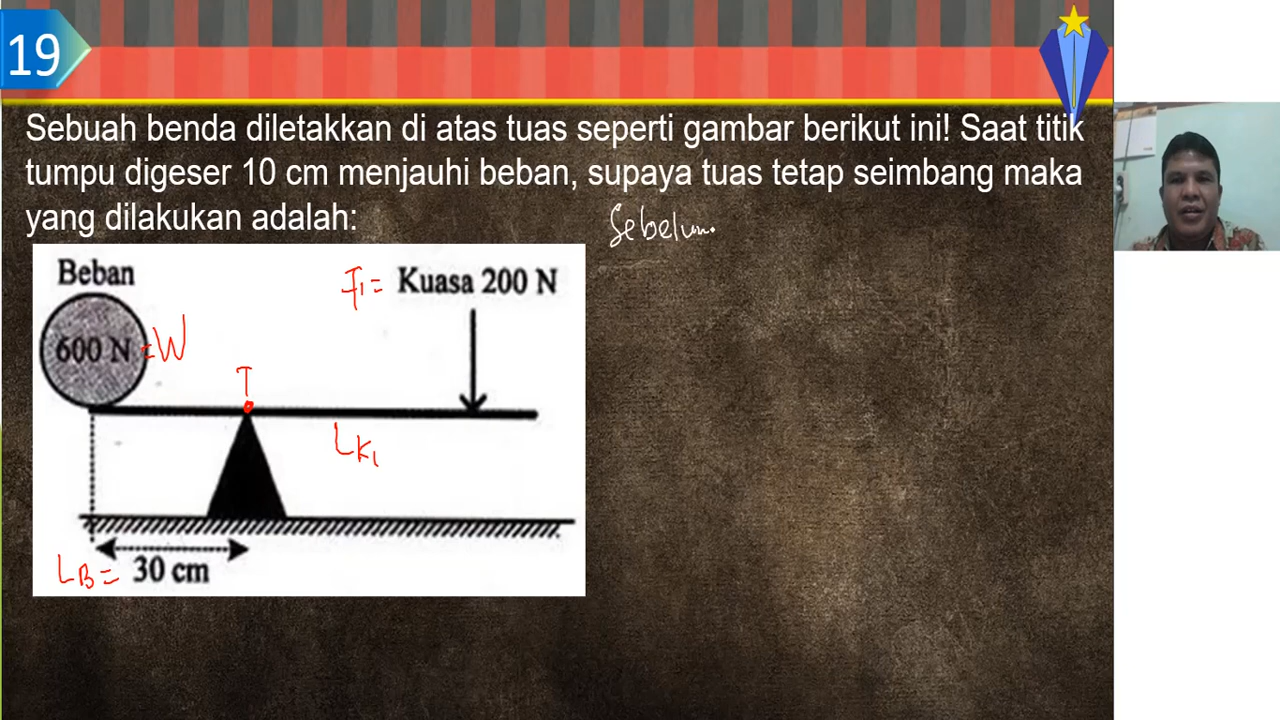 19
Sebuah benda diletakkan di atas tuas seperti gambar berikut ini! Saat titik
tumpu digeser 10 cm menjauhi beban, supaya tuas tetap seimbang maka
yang dilakukan adalah:
Sebelum
Beban
F1= Kuasa 200 N
600 N =W
T
LK1
LB= 30 cm